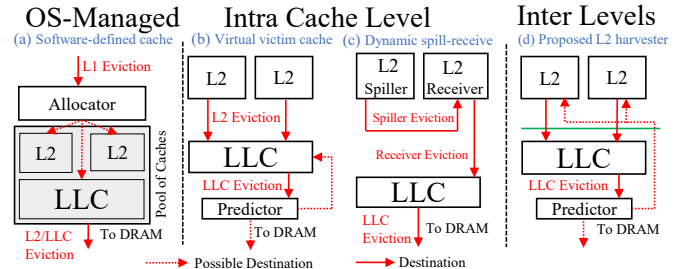 OS-Managed
Intra Cache Level
Inter Levels
(a) Software-defined cache
(b) Virtual victim cache
(c) Dynamic spill-receive
(d) Proposed L2 harvester
L1 Eviction
Allocator
L2
L2
LLC
Pool of Caches
L2/LLC
Eviction
To DRAM
L2
L2
L2 Eviction
LLC
LLC Eviction
Predictor
To DRAM
L2
Spiller
L2
Receiver
Spiller Eviction
Receiver Eviction
LLC
LLC
Eviction
To DRAM
L2
L2
LLC
LLC Eviction
Predictor
To DRAM
Possible Destination
Destination